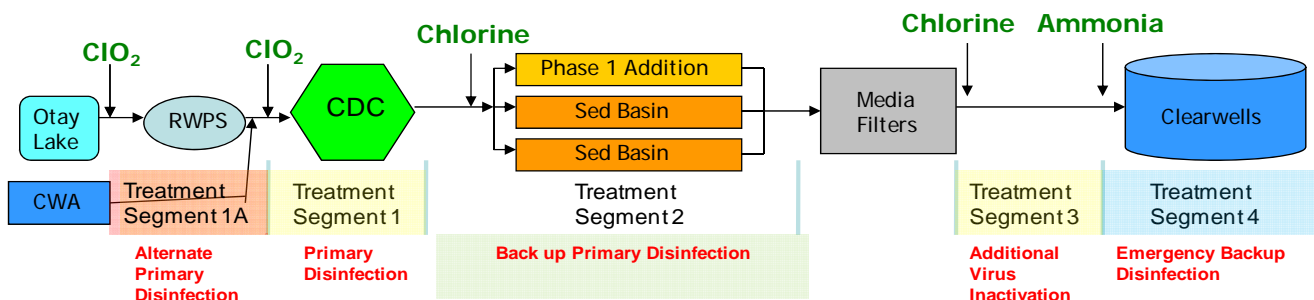 ClO₂
ClO₂
Chlorine
Chlorine
Ammonia
Otay
Lake
RWPS
CDC
Phase 1 Addition
Sed Basin
Sed Basin
Media
Filters
Clearwells
CWA
Treatment
Segment 1A
Treatment
Segment 1
Treatment
Segment 2
Treatment
Segment 3
Treatment
Segment 4
Alternate
Primary
Disinfection
Primary
Disinfection
Back up Primary Disinfection
Additional
Virus
Inactivation
Emergency Backup
Disinfection